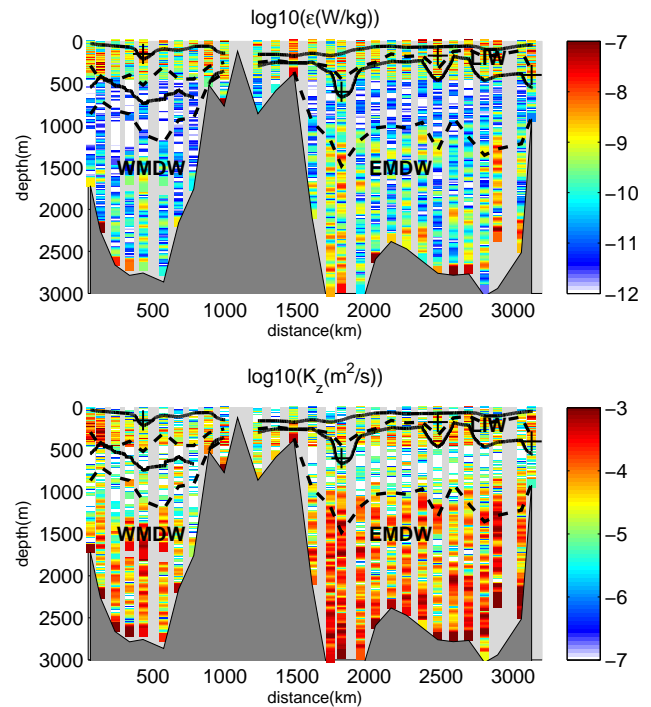 log10(ε(W/kg))
0
500
1000
1500
2000
2500
3000
depth(m)
LIW
WMDW
EMDW
500 1000 1500 2000 2500 3000
distance(km)
−7
−8
−9
−10
−11
−12
log10(K_z(m^2/s))
0
500
1000
1500
2000
2500
3000
depth(m)
LIW
WMDW
EMDW
500 1000 1500 2000 2500 3000
distance(km)
−3
−4
−5
−6
−7